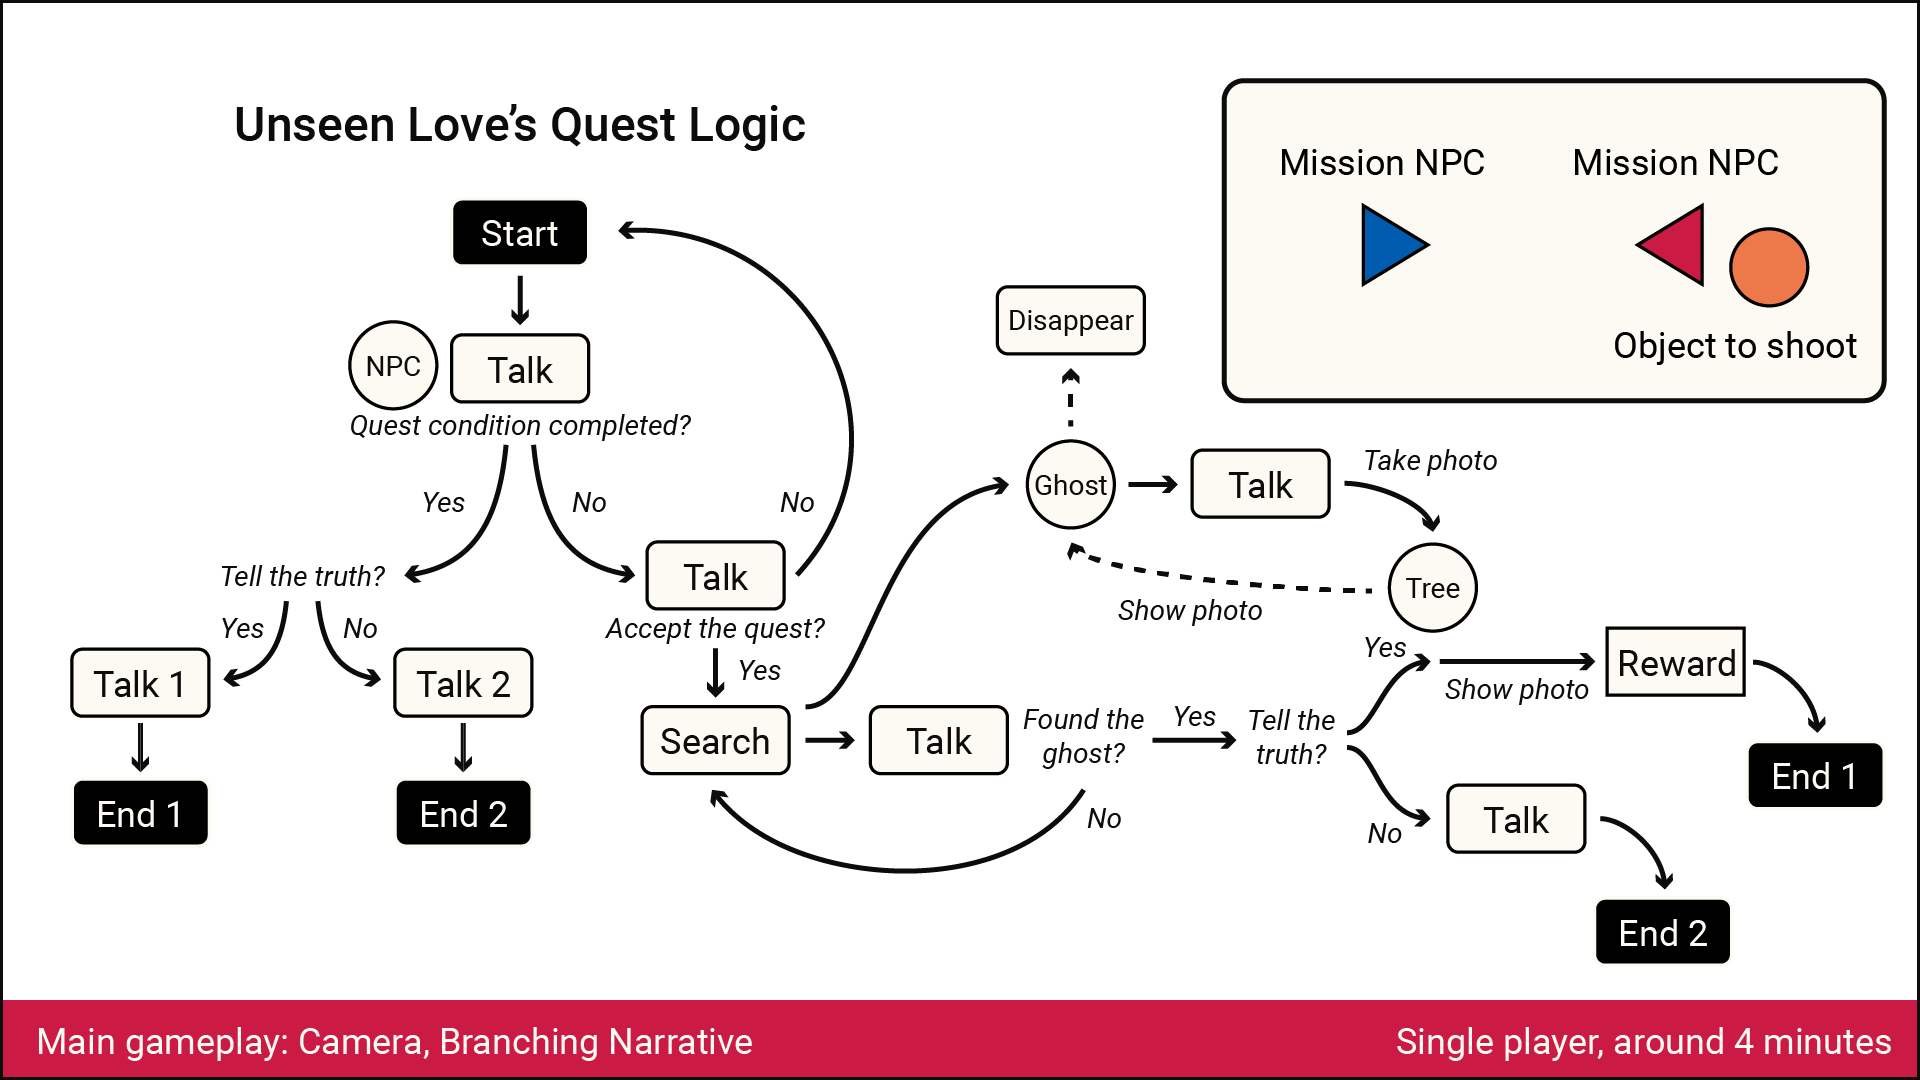 Unseen Love’s Quest Logic
Mission NPC
Mission NPC
Object to shoot
Start
NPC
Talk
Quest condition completed?
Yes
No
No
Tell the truth?
Yes
No
Talk 1
Talk 2
End 1
End 2
Talk
Accept the quest?
Yes
Search
Talk
Found the
ghost?
No
Yes
Tell the
truth?
Disappear
Ghost
Talk
Take photo
Tree
Show photo
Yes
Show photo
Reward
End 1
No
Talk
End 2
Main gameplay: Camera, Branching Narrative
Single player, around 4 minutes